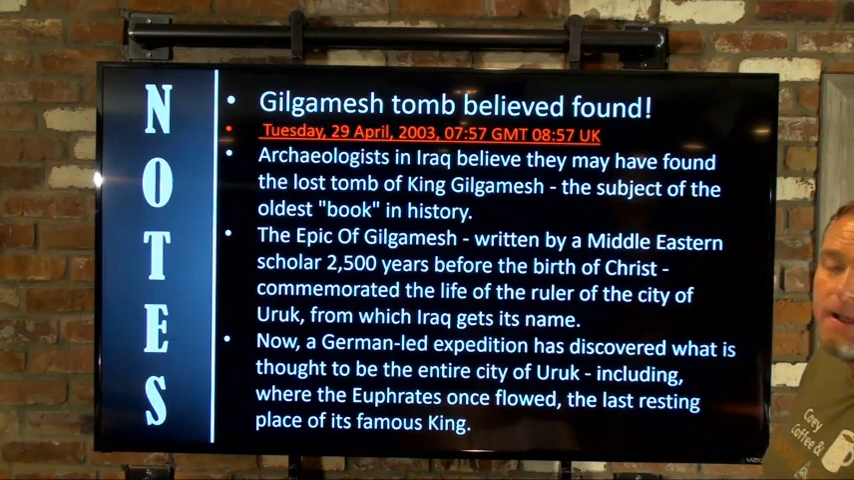 NOTES
• Gilgamesh tomb believed found!
• Tuesday, 29 April, 2003, 07:57 GMT 08:57 UK
• Archaeologists in Iraq believe they may have found
the lost tomb of King Gilgamesh - the subject of the
oldest "book" in history.
• The Epic Of Gilgamesh - written by a Middle Eastern
scholar 2,500 years before the birth of Christ -
commemorated the life of the ruler of the city of
Uruk, from which Iraq gets its name.
• Now, a German-led expedition has discovered what is
thought to be the entire city of Uruk - including,
where the Euphrates once flowed, the last resting
place of its famous King.
VIZIO
Corey
Coffee &